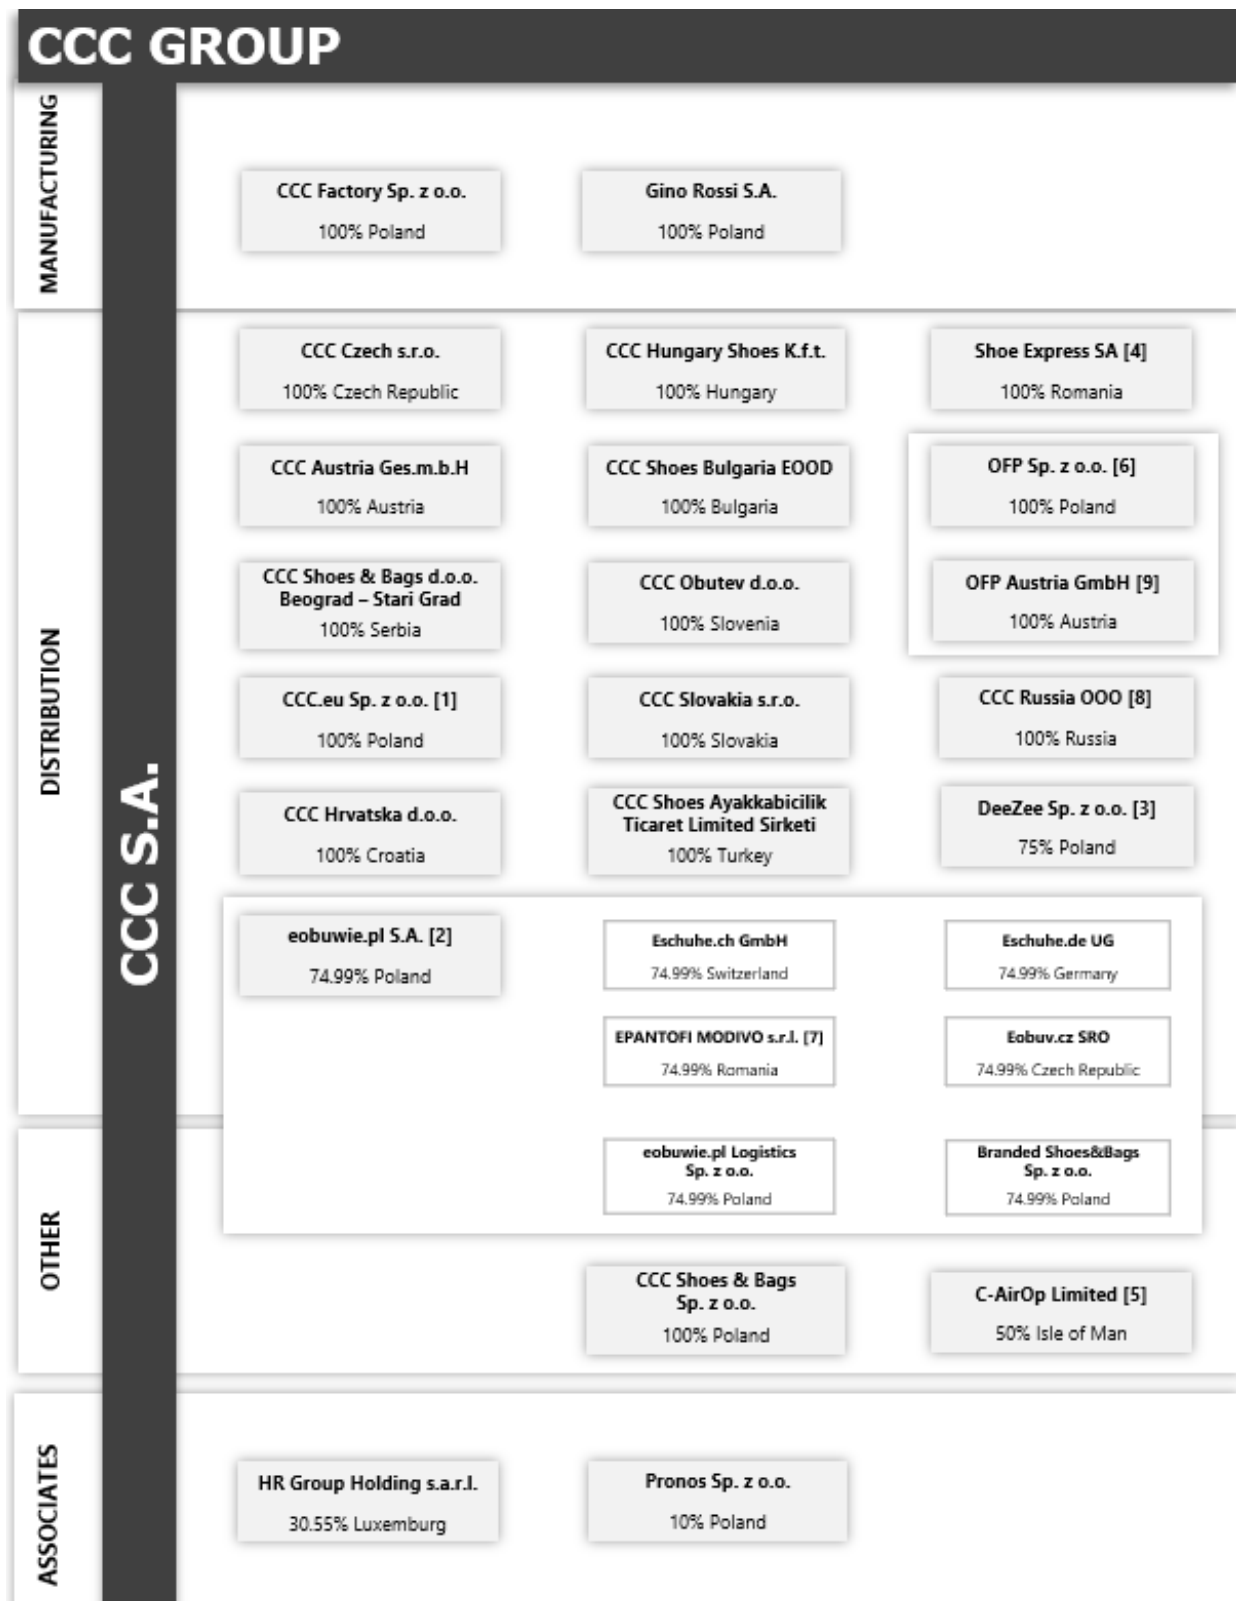 CCC GROUP
CCC S.A.
MANUFACTURING
CCC Factory Sp. z o.o.
100% Poland
Gino Rossi S.A.
100% Poland
DISTRIBUTION
CCC Czech s.r.o.
100% Czech Republic
CCC Hungary Shoes K.f.t.
100% Hungary
Shoe Express SA [4]
100% Romania
CCC Austria Ges.m.b.H
100% Austria
CCC Shoes Bulgaria EOOD
100% Bulgaria
OFP Sp. z o.o. [6]
100% Poland
CCC Shoes & Bags d.o.o.
Beograd – Stari Grad
100% Serbia
CCC Obutev d.o.o.
100% Slovenia
OFP Austria GmbH [9]
100% Austria
CCC.eu Sp. z o.o. [1]
100% Poland
CCC Slovakia s.r.o.
100% Slovakia
CCC Russia OOO [8]
100% Russia
CCC Hrvatska d.o.o.
100% Croatia
CCC Shoes Ayakkabicilik
Ticaret Limited Sirketi
100% Turkey
DeeZee Sp. z o.o. [3]
75% Poland
eobuwie.pl S.A. [2]
74.99% Poland
Eschuhe.ch GmbH
74.99% Switzerland
Eschuhe.de UG
74.99% Germany
EPANTOFI MODIVO s.r.l. [7]
74.99% Romania
Eobuv.cz SRO
74.99% Czech Republic
OTHER
eobuwie.pl Logistics
Sp. z o.o.
74.99% Poland
Branded Shoes&Bags
Sp. z o.o.
74.99% Poland
CCC Shoes & Bags
Sp. z o.o.
100% Poland
C-AirOp Limited [5]
50% Isle of Man
ASSOCIATES
HR Group Holding s.a.r.l.
30.55% Luxemburg
Pronos Sp. z o.o.
10% Poland